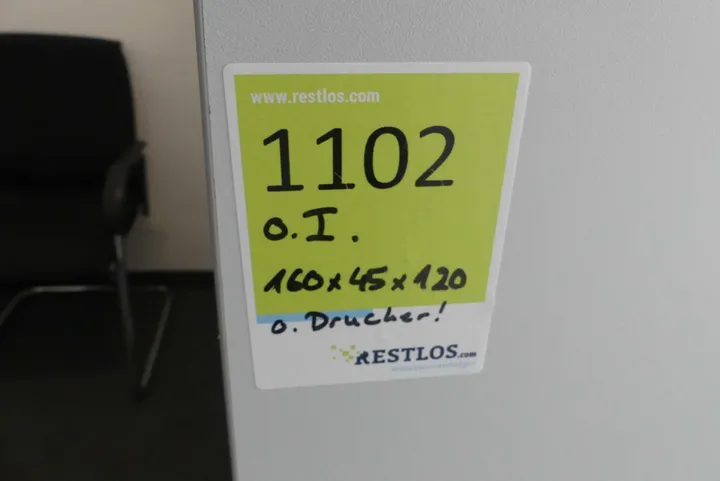 www.restlos.com
1102
o. I.
160x45x120
o. Drucker!
RESTLOS.com